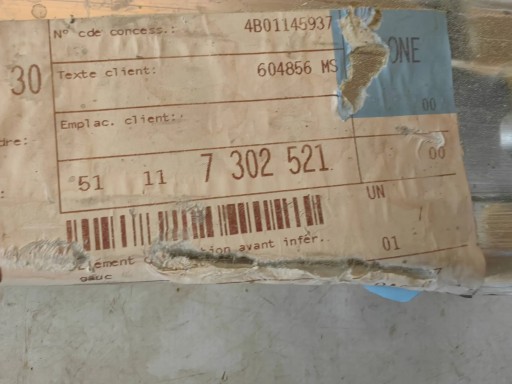 N° cde concess.: 4B01145937
30 Texte client: 604856 MS ONE
00
Emplac. client:
dre:
00
51 11 7 302 521
UN
tion avant infér.. 01
gauc